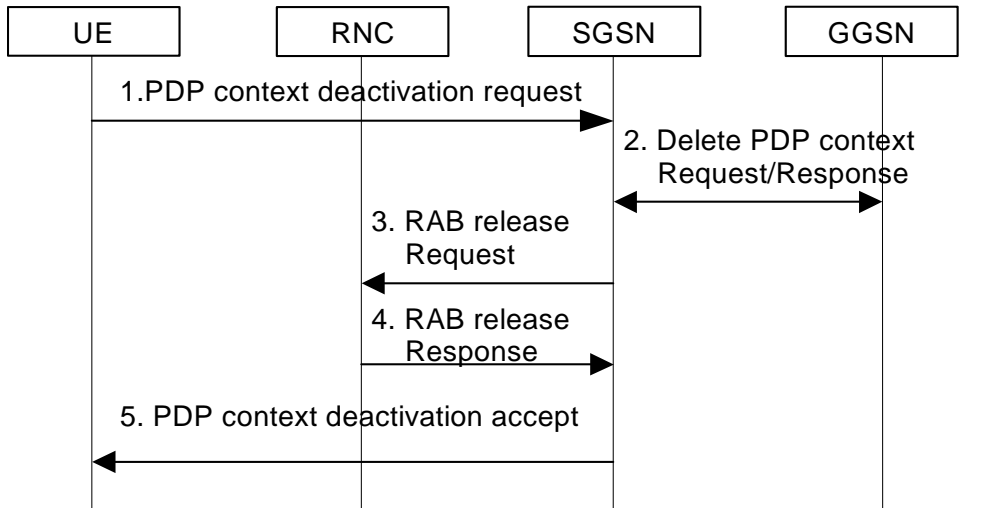 UE
RNC
SGSN
GGSN
1.PDP context deactivation request
2. Delete PDP context
Request/Response
3. RAB release
Request
4. RAB release
Response
5. PDP context deactivation accept